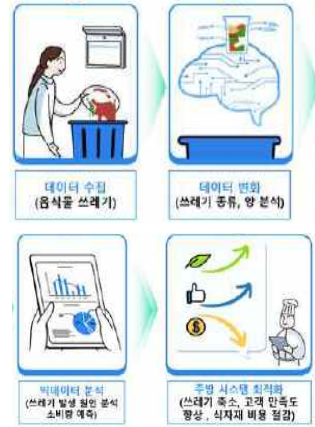 데이터 수집
(음식물 쓰레기)
데이터 변화
(쓰레기 종류, 양 분석)
빅데이터 분석
(쓰레기 발생 원인 분석
소비량 예측)
주방 시스템 최적화
(쓰레기 축소, 고객 만족도
향상, 식자재 비용 절감)